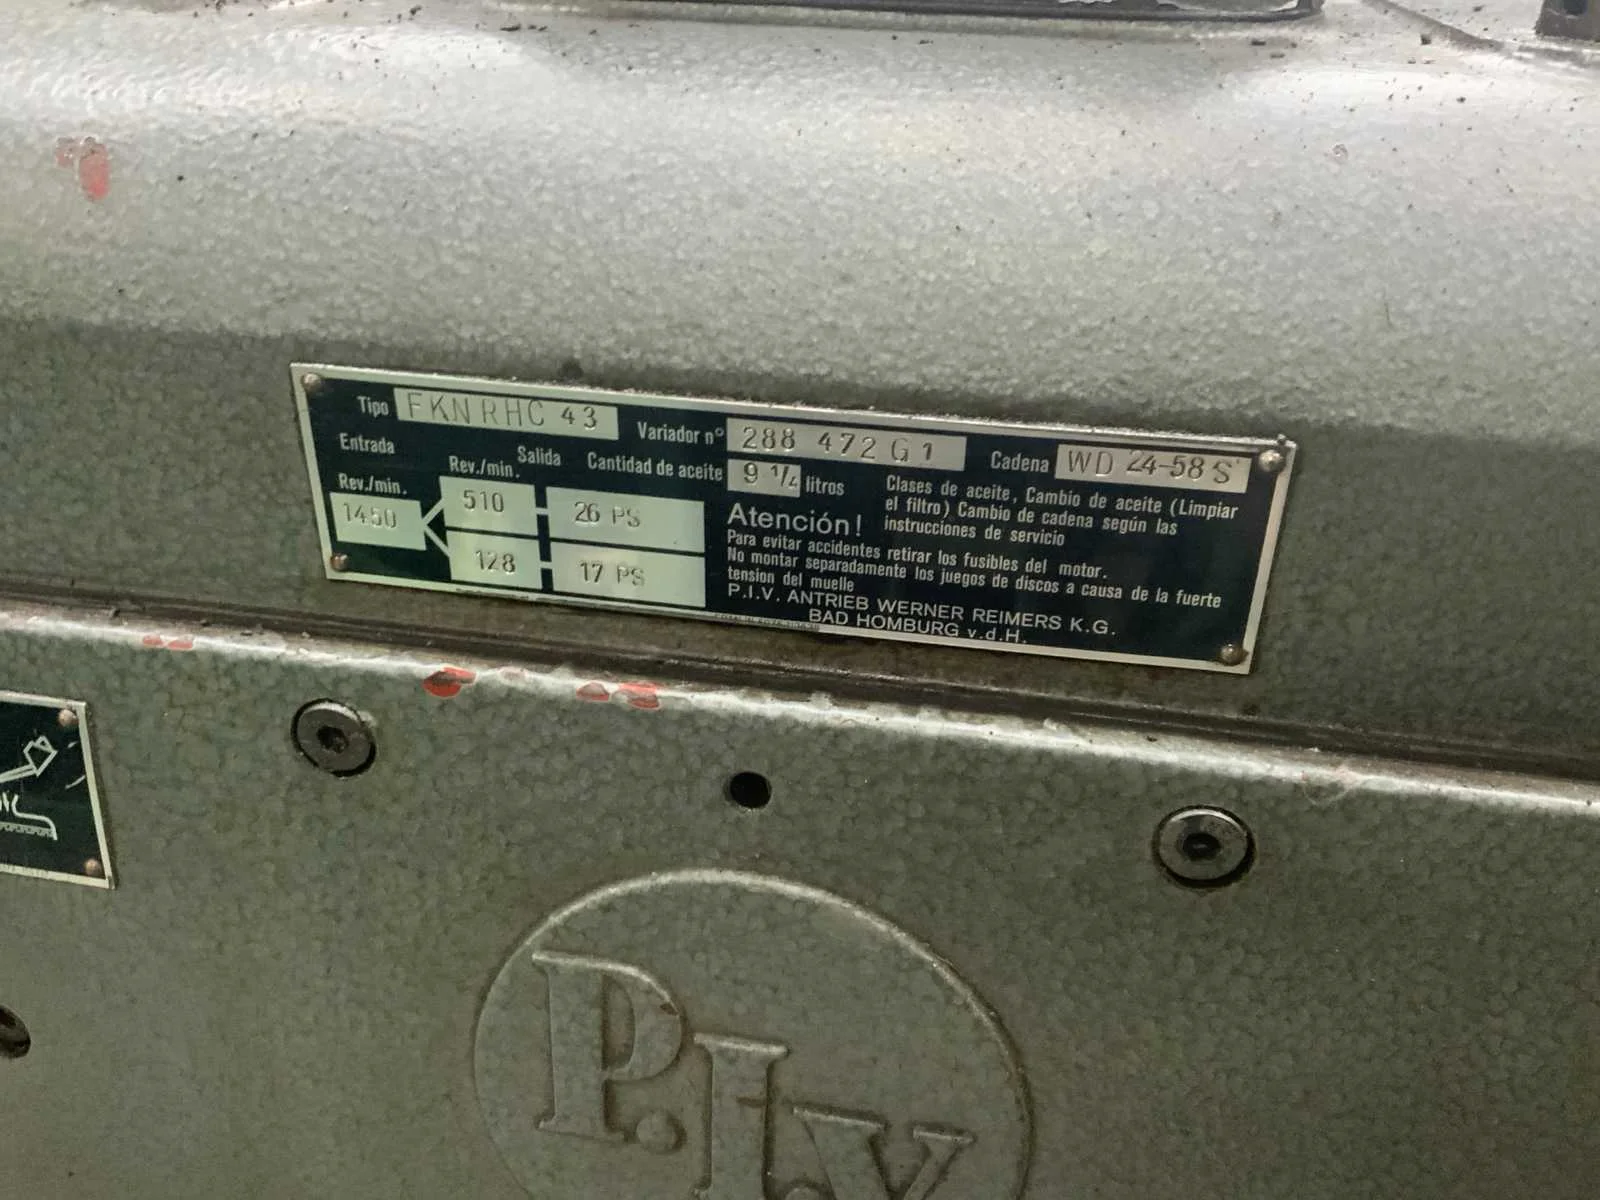 Tipo FKN RHC 43
Variador nº 288 472 G1
Cadena WD 24-58 S
Entrada
Salida
Rev./min.
Rev./min.
Cantidad de aceite 9 1/4 litros
1450
510
26 PS
128
17 PS
Clases de aceite, Cambio de aceite (Limpiar
el filtro) Cambio de cadena según las
instrucciones de servicio
Atención!
Para evitar accidentes retirar los fusibles del motor.
No montar separadamente los juegos de discos a causa de la fuerte
tension del muelle
P.I.V. ANTRIEB WERNER REIMERS K.G.
BAD HOMBURG v.d.H.
P.I.V